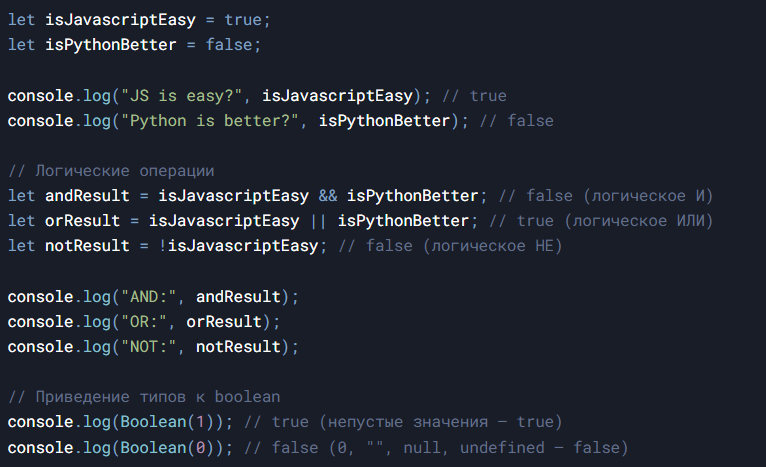 let isJavascriptEasy = true;
let isPythonBetter = false;
console.log("JS is easy?", isJavascriptEasy); // true
console.log("Python is better?", isPythonBetter); // false
// Логические операции
let andResult = isJavascriptEasy && isPythonBetter; // false (логическое И)
let orResult = isJavascriptEasy || isPythonBetter; // true (логическое ИЛИ)
let notResult = !isJavascriptEasy; // false (логическое НЕ)
console.log("AND:", andResult);
console.log("OR:", orResult);
console.log("NOT:", notResult);
// Приведение типов к boolean
console.log(Boolean(1)); // true (непустые значения — true)
console.log(Boolean(0)); // false (0, "", null, undefined — false)